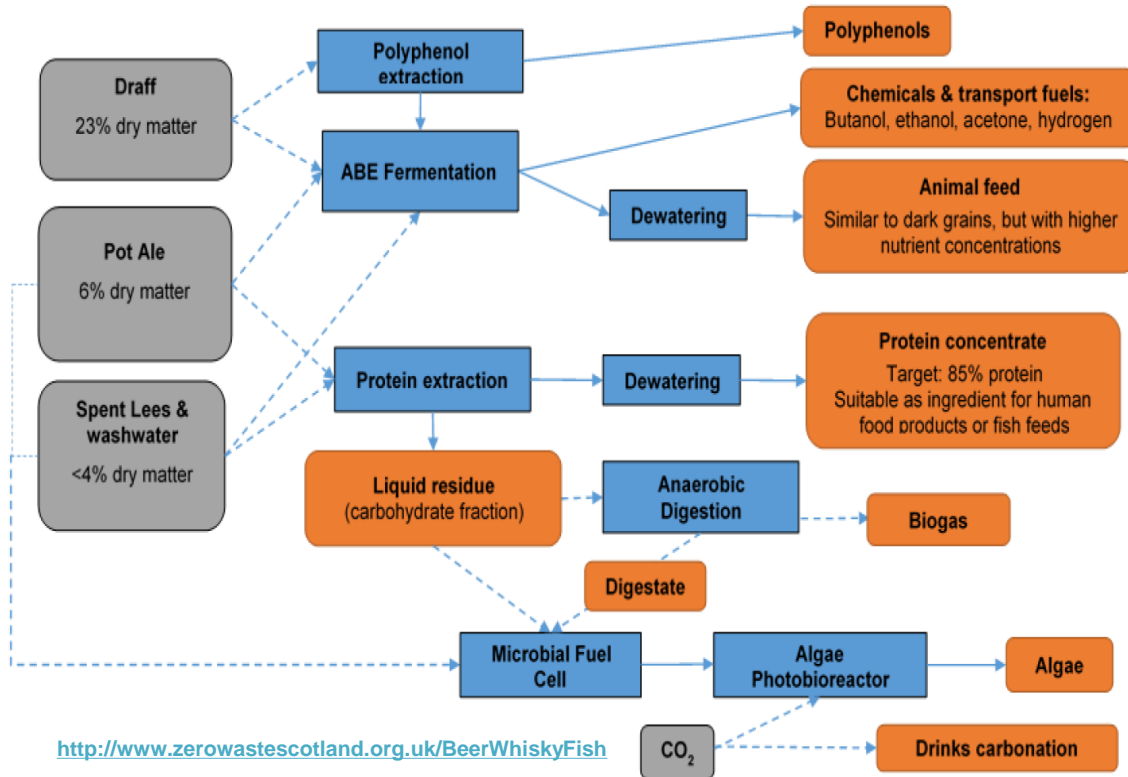 Polyphenols
Polyphenol
extraction
Draff
23% dry matter
Chemicals & transport fuels:
Butanol, ethanol, acetone, hydrogen
ABE Fermentation
Animal feed
Similar to dark grains, but with higher
nutrient concentrations
Dewatering
Pot Ale
6% dry matter
Protein concentrate
Target: 85% protein
Suitable as ingredient for human
food products or fish feeds
Protein extraction
Dewatering
Spent Lees &
washwater
<4% dry matter
Liquid residue
(carbohydrate fraction)
Anaerobic
Digestion
Biogas
Digestate
Microbial Fuel
Cell
Algae
Photobioreactor
Algae
http://www.zerowastescotland.org.uk/BeerWhiskyFish
CO₂
Drinks carbonation